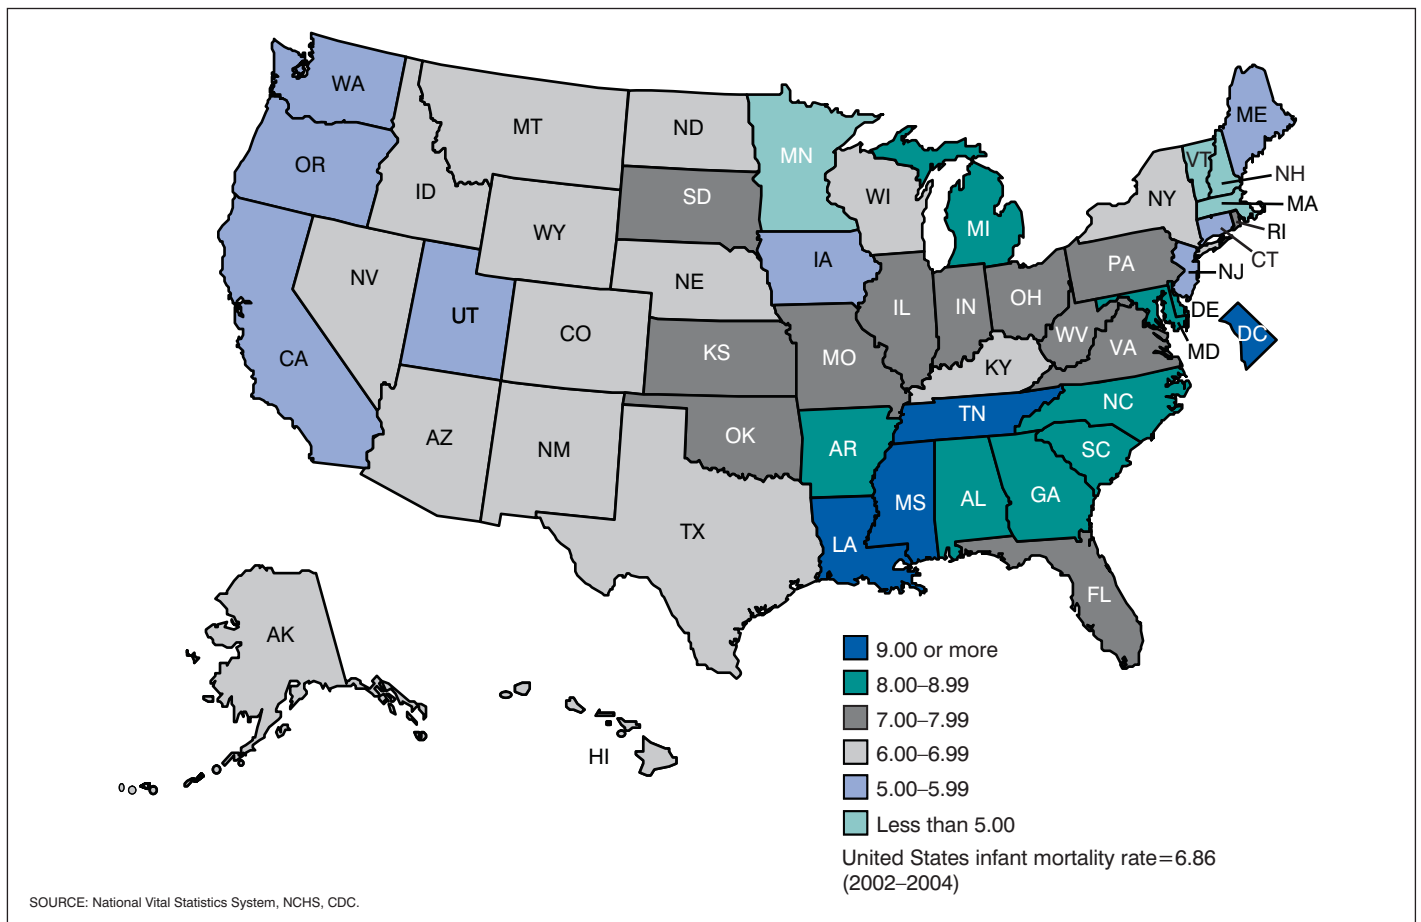 WA
ME
MT
ND
MN
VT
OR
NH
ID
SD
WI
NY
MA
MI
RI
WY
IA
PA
CT
NV
NE
NJ
UT
CO
IL
IN
OH
DE
WV
DC
CA
KS
MO
VA
MD
KY
AZ
NM
OK
TN
NC
AR
SC
MS
AL
GA
TX
LA
FL
AK
HI
9.00 or more
8.00–8.99
7.00–7.99
6.00–6.99
5.00–5.99
Less than 5.00
United States infant mortality rate=6.86
(2002–2004)
SOURCE: National Vital Statistics System, NCHS, CDC.